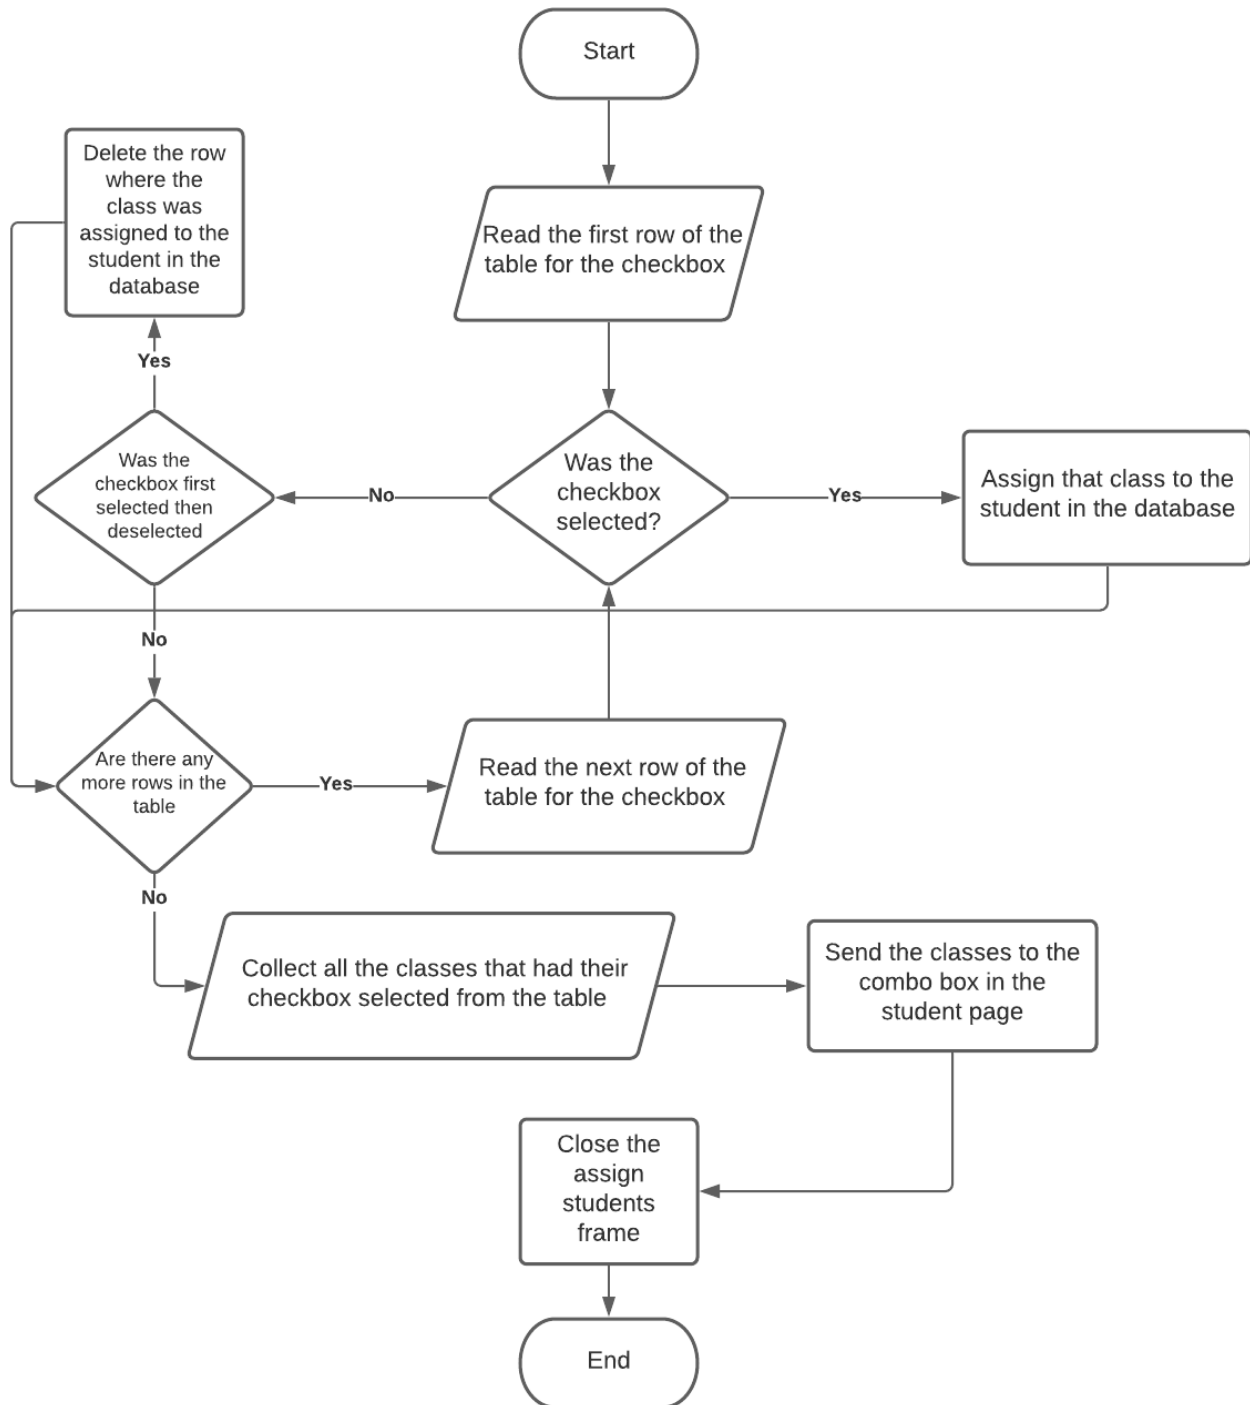 Start
Delete the row
where the
class was
assigned to the
student in the
database
Read the first row of the
table for the checkbox
Yes
Was the
checkbox first
selected then
deselected
No
Was the
checkbox
selected?
Yes
Assign that class to the
student in the database
No
Are there any
more rows in the
table
Yes
Read the next row of the
table for the checkbox
No
Collect all the classes that had their
checkbox selected from the table
Send the classes to the
combo box in the
student page
Close the
assign
students
frame
End